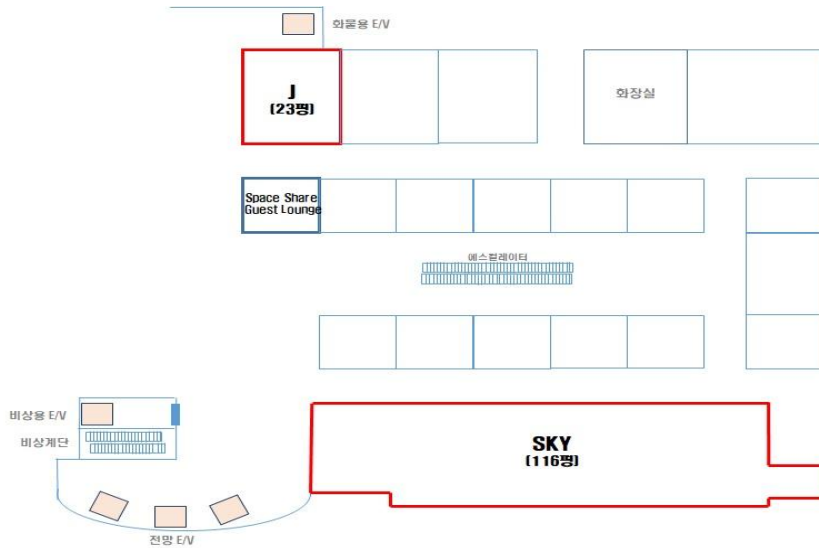 화물용 E/V
J
(23평)
화장실
Space Share
Guest Lounge
에스컬레이터
비상용 E/V
비상계단
SKY
(116평)
전망 E/V